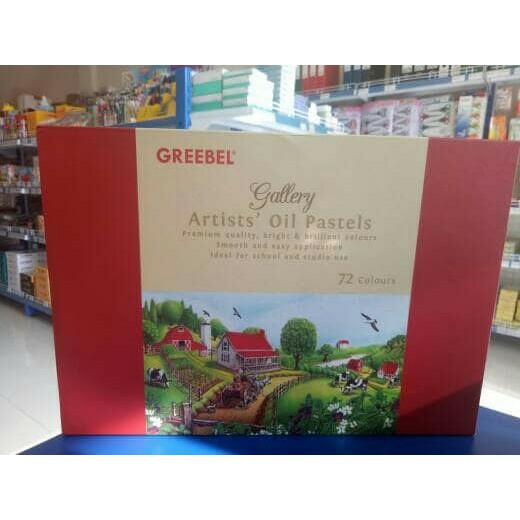 GREEBEL®
Gallery
Artists' Oil Pastels
Premium quality, bright & brilliant colours
Smooth and easy application
Ideal for school and studio use
72 Colours